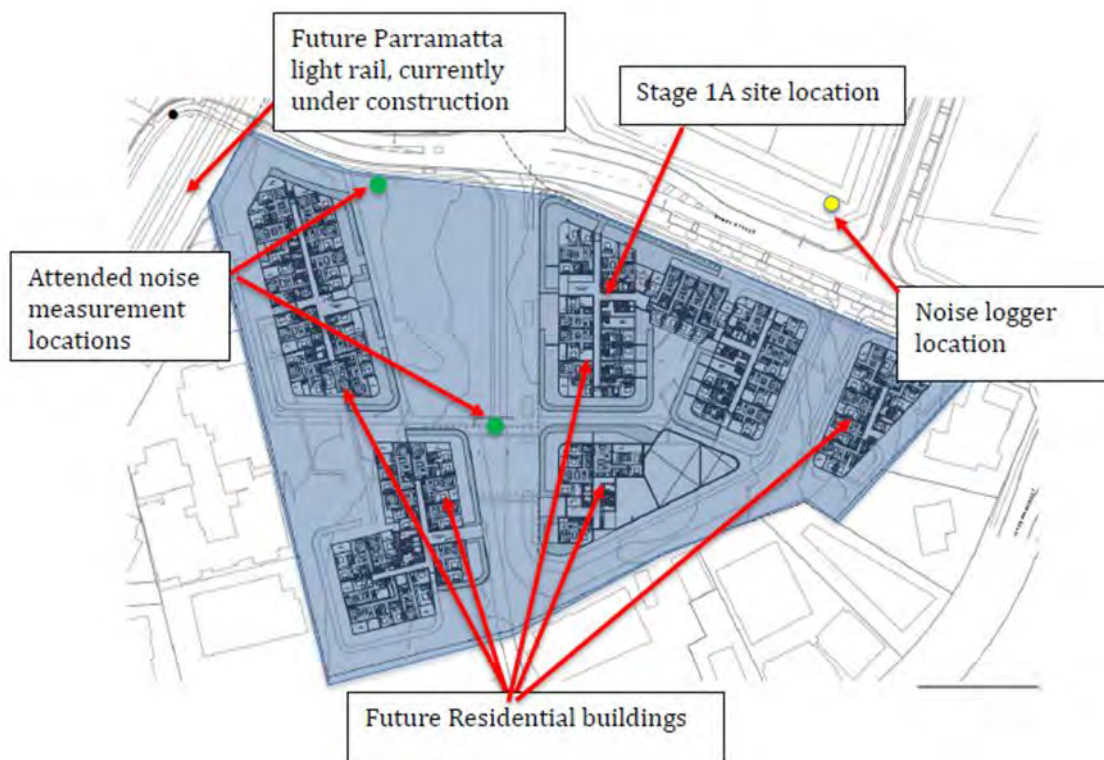 Future Parramatta
light rail, currently
under construction
Stage 1A site location
Attended noise
measurement
locations
Noise logger
location
Future Residential buildings